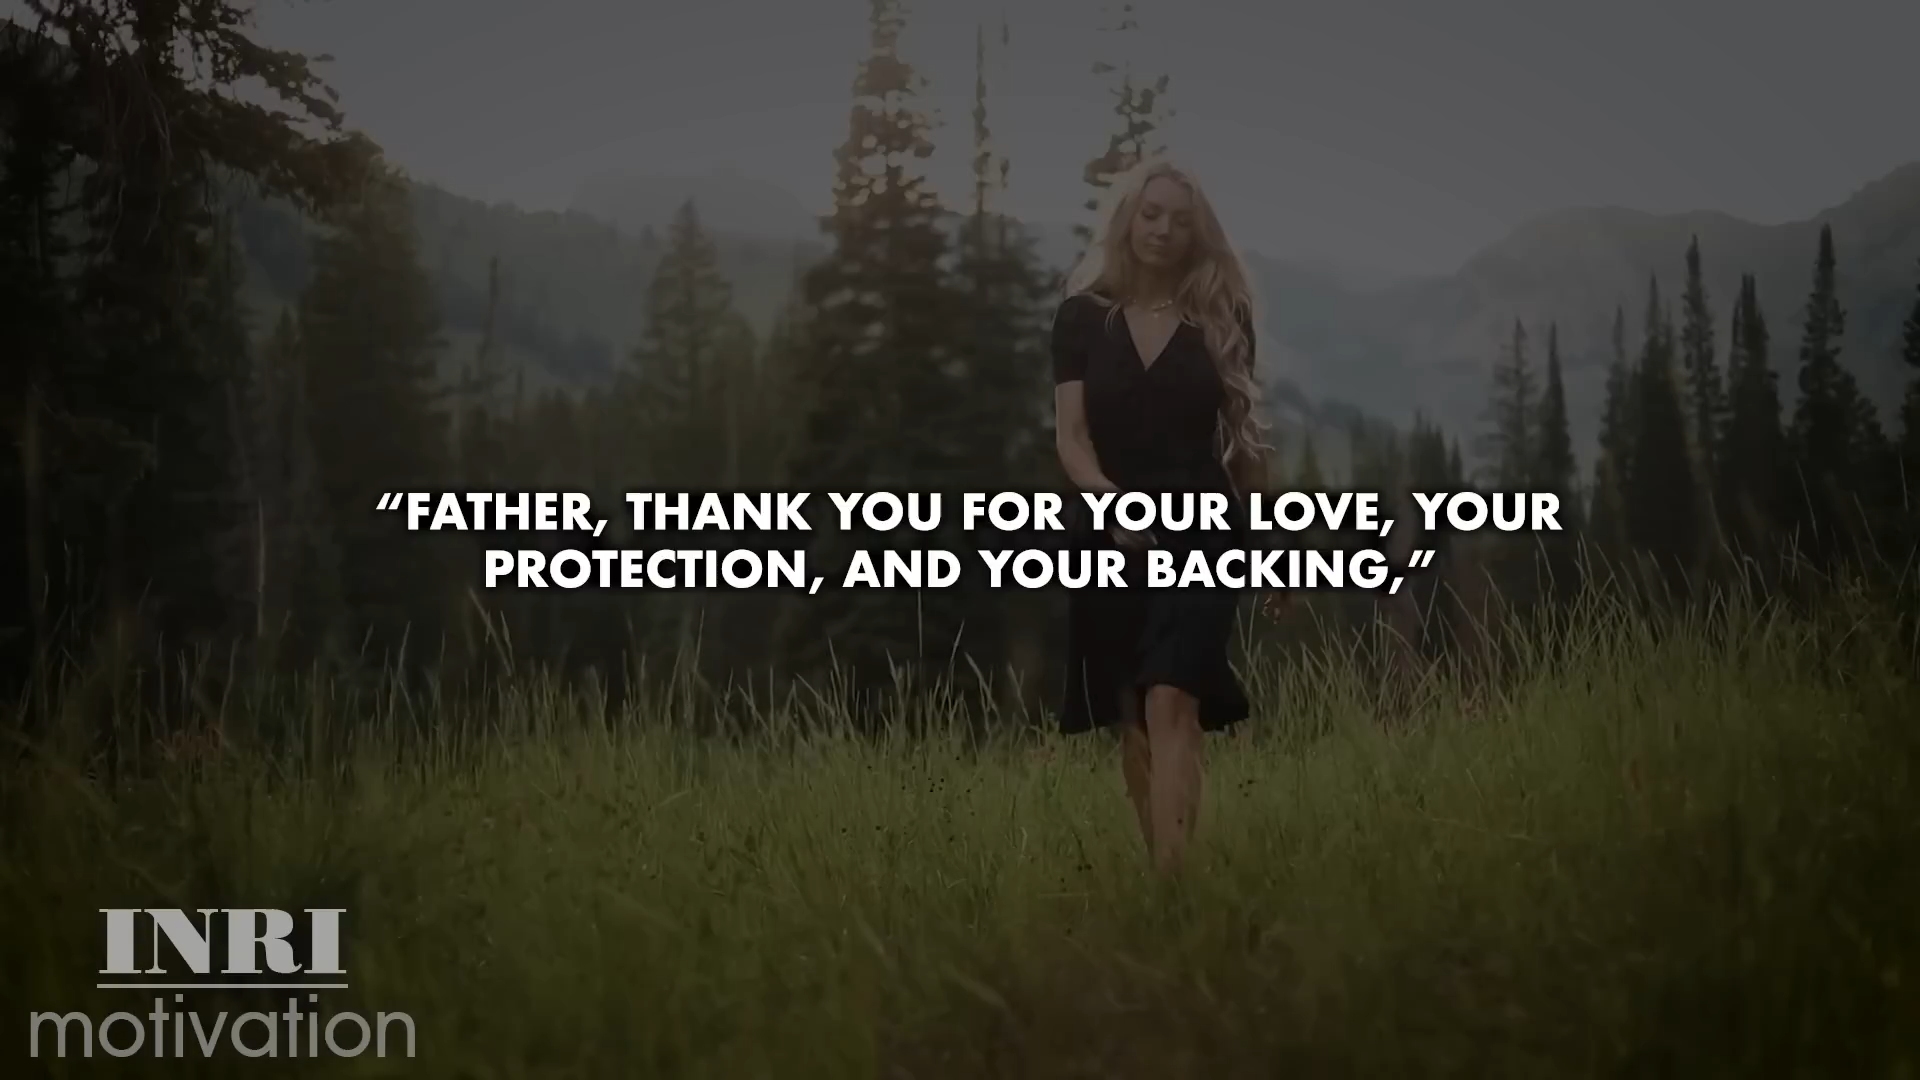 “FATHER, THANK YOU FOR YOUR LOVE, YOUR
PROTECTION, AND YOUR BACKING,”
INRI
motivation